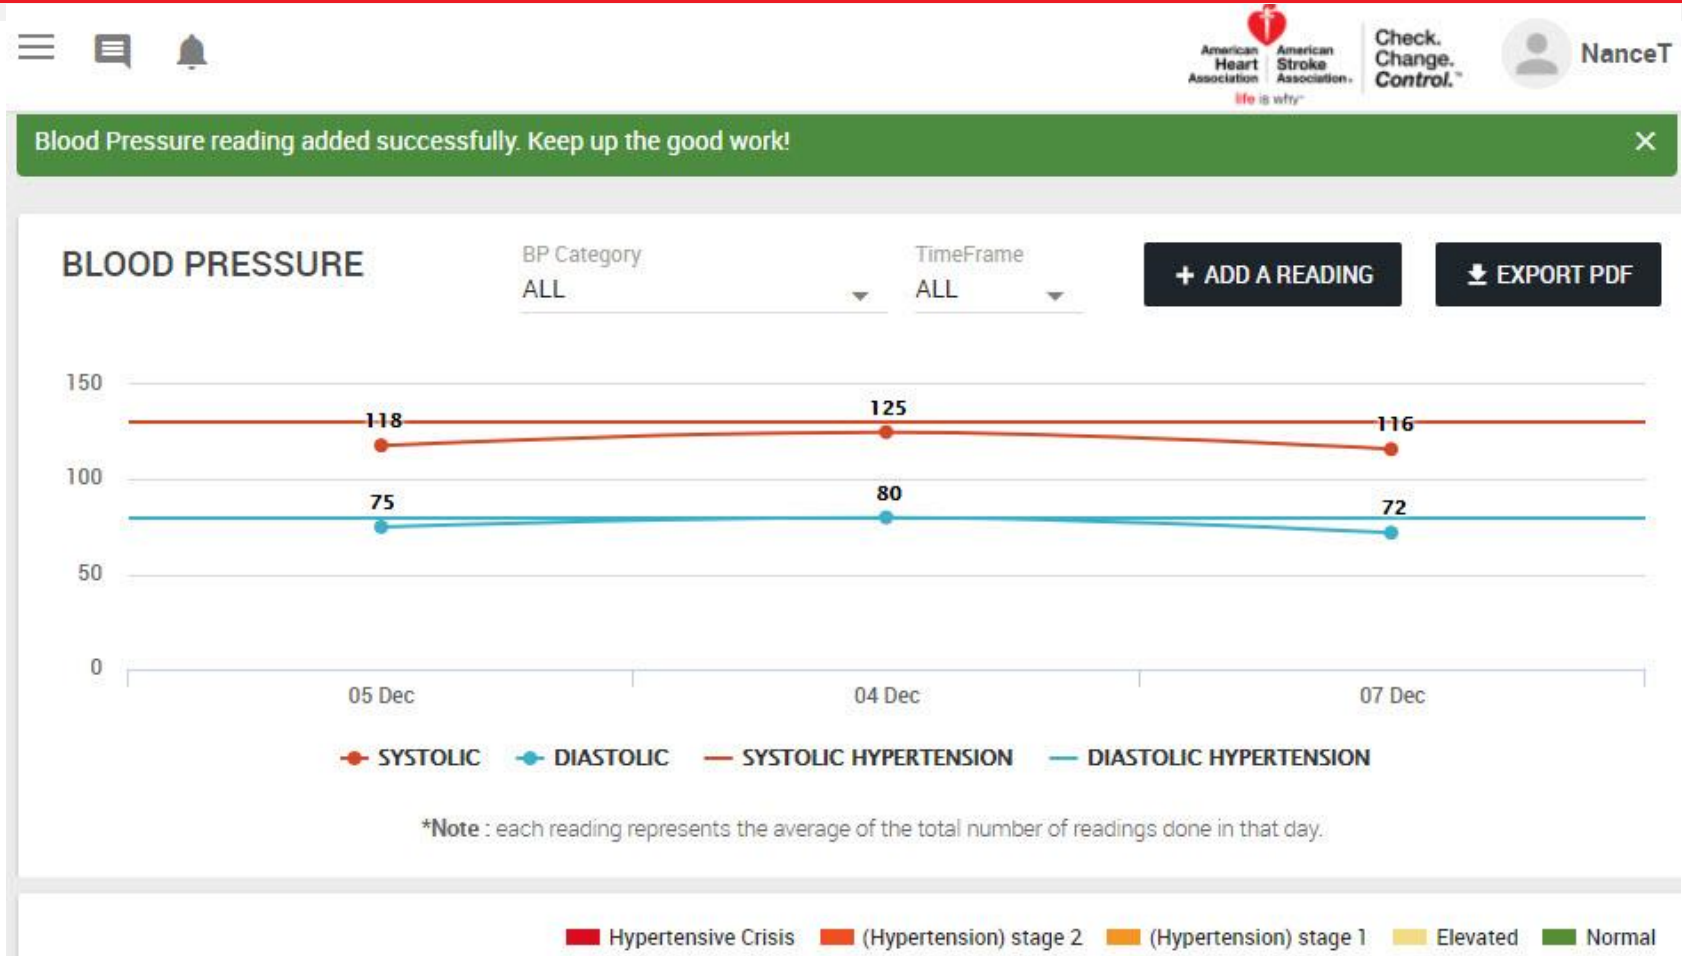 American Heart Association
American Stroke Association®
life is why™
Check. Change. Control.™
NanceT
Blood Pressure reading added successfully. Keep up the good work!
BLOOD PRESSURE
BP Category
ALL
TimeFrame
ALL
+ ADD A READING
EXPORT PDF
150
118
125
116
100
75
80
72
50
0
05 Dec
04 Dec
07 Dec
SYSTOLIC
DIASTOLIC
SYSTOLIC HYPERTENSION
DIASTOLIC HYPERTENSION
*Note : each reading represents the average of the total number of readings done in that day.
Hypertensive Crisis
(Hypertension) stage 2
(Hypertension) stage 1
Elevated
Normal